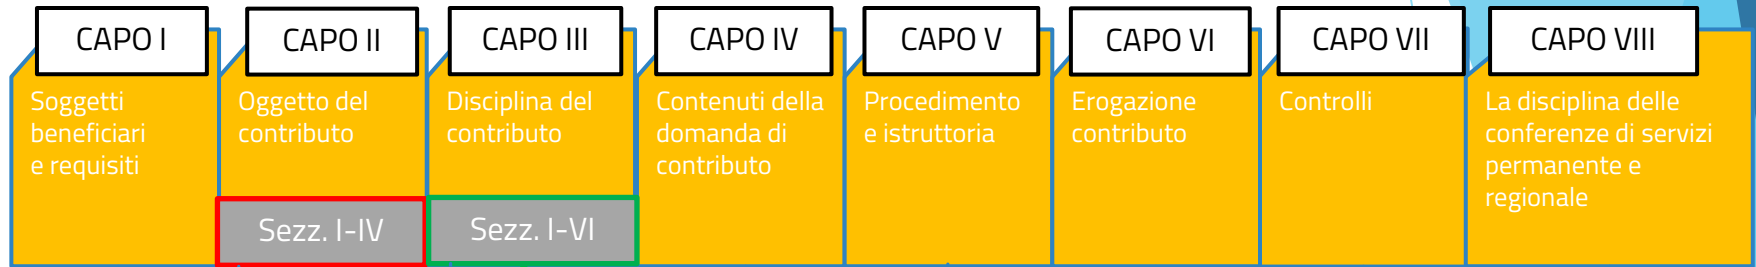 CAPO I
Soggetti
beneficiari
e requisiti
CAPO II
Oggetto del
contributo
Sezz. I-IV
CAPO III
Disciplina del
contributo
Sezz. I-VI
CAPO IV
Contenuti della
domanda di
contributo
CAPO V
Procedimento
e istruttoria
CAPO VI
Erogazione
contributo
CAPO VII
Controlli
CAPO VIII
La disciplina delle
conferenze di servizi
permanente e
regionale